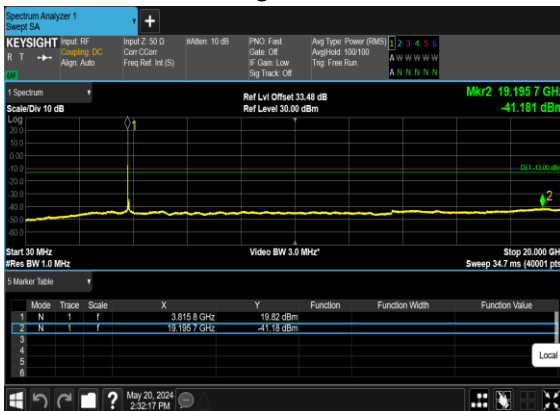 Spectrum Analyzer 1
Swept SA
+
KEYSIGHT Input: RF Input Z: 50 Ω #Atten: 10 dB PNO: Fast Avg Type: Power (RMS) 1 2 3 4 5 6
R T Coupling: DC Corr CCorr Gate: Off Avg|Hold: 100/100 A W W W W W
Align: Auto Freq Ref: Int (S) IF Gain: Low Trig: Free Run
LV Sig Track: Off A N N N N N
1 Spectrum Ref Lvl Offset 33.48 dB Mkr2 19.195 7 GHz
Scale/Div 10 dB Ref Level 30.00 dBm -41.181 dBm
Log
20.0
10.0
0.00
-10.0
DL1 -13.00 dBm
-20.0
-30.0
-40.0
-50.0
-60.0
1
2
Start 30 MHz Video BW 3.0 MHz* Stop 20.000 GH
#Res BW 1.0 MHz Sweep 34.7 ms (40001 pts
5 Marker Table
Mode Trace Scale X Y Function Function Width Function Value
1 N 1 f 3.815 8 GHz 19.82 dBm
2 N 1 f 19.195 7 GHz -41.18 dBm
3
4
5
6
Local
? May 20, 2024
2:32:17 PM